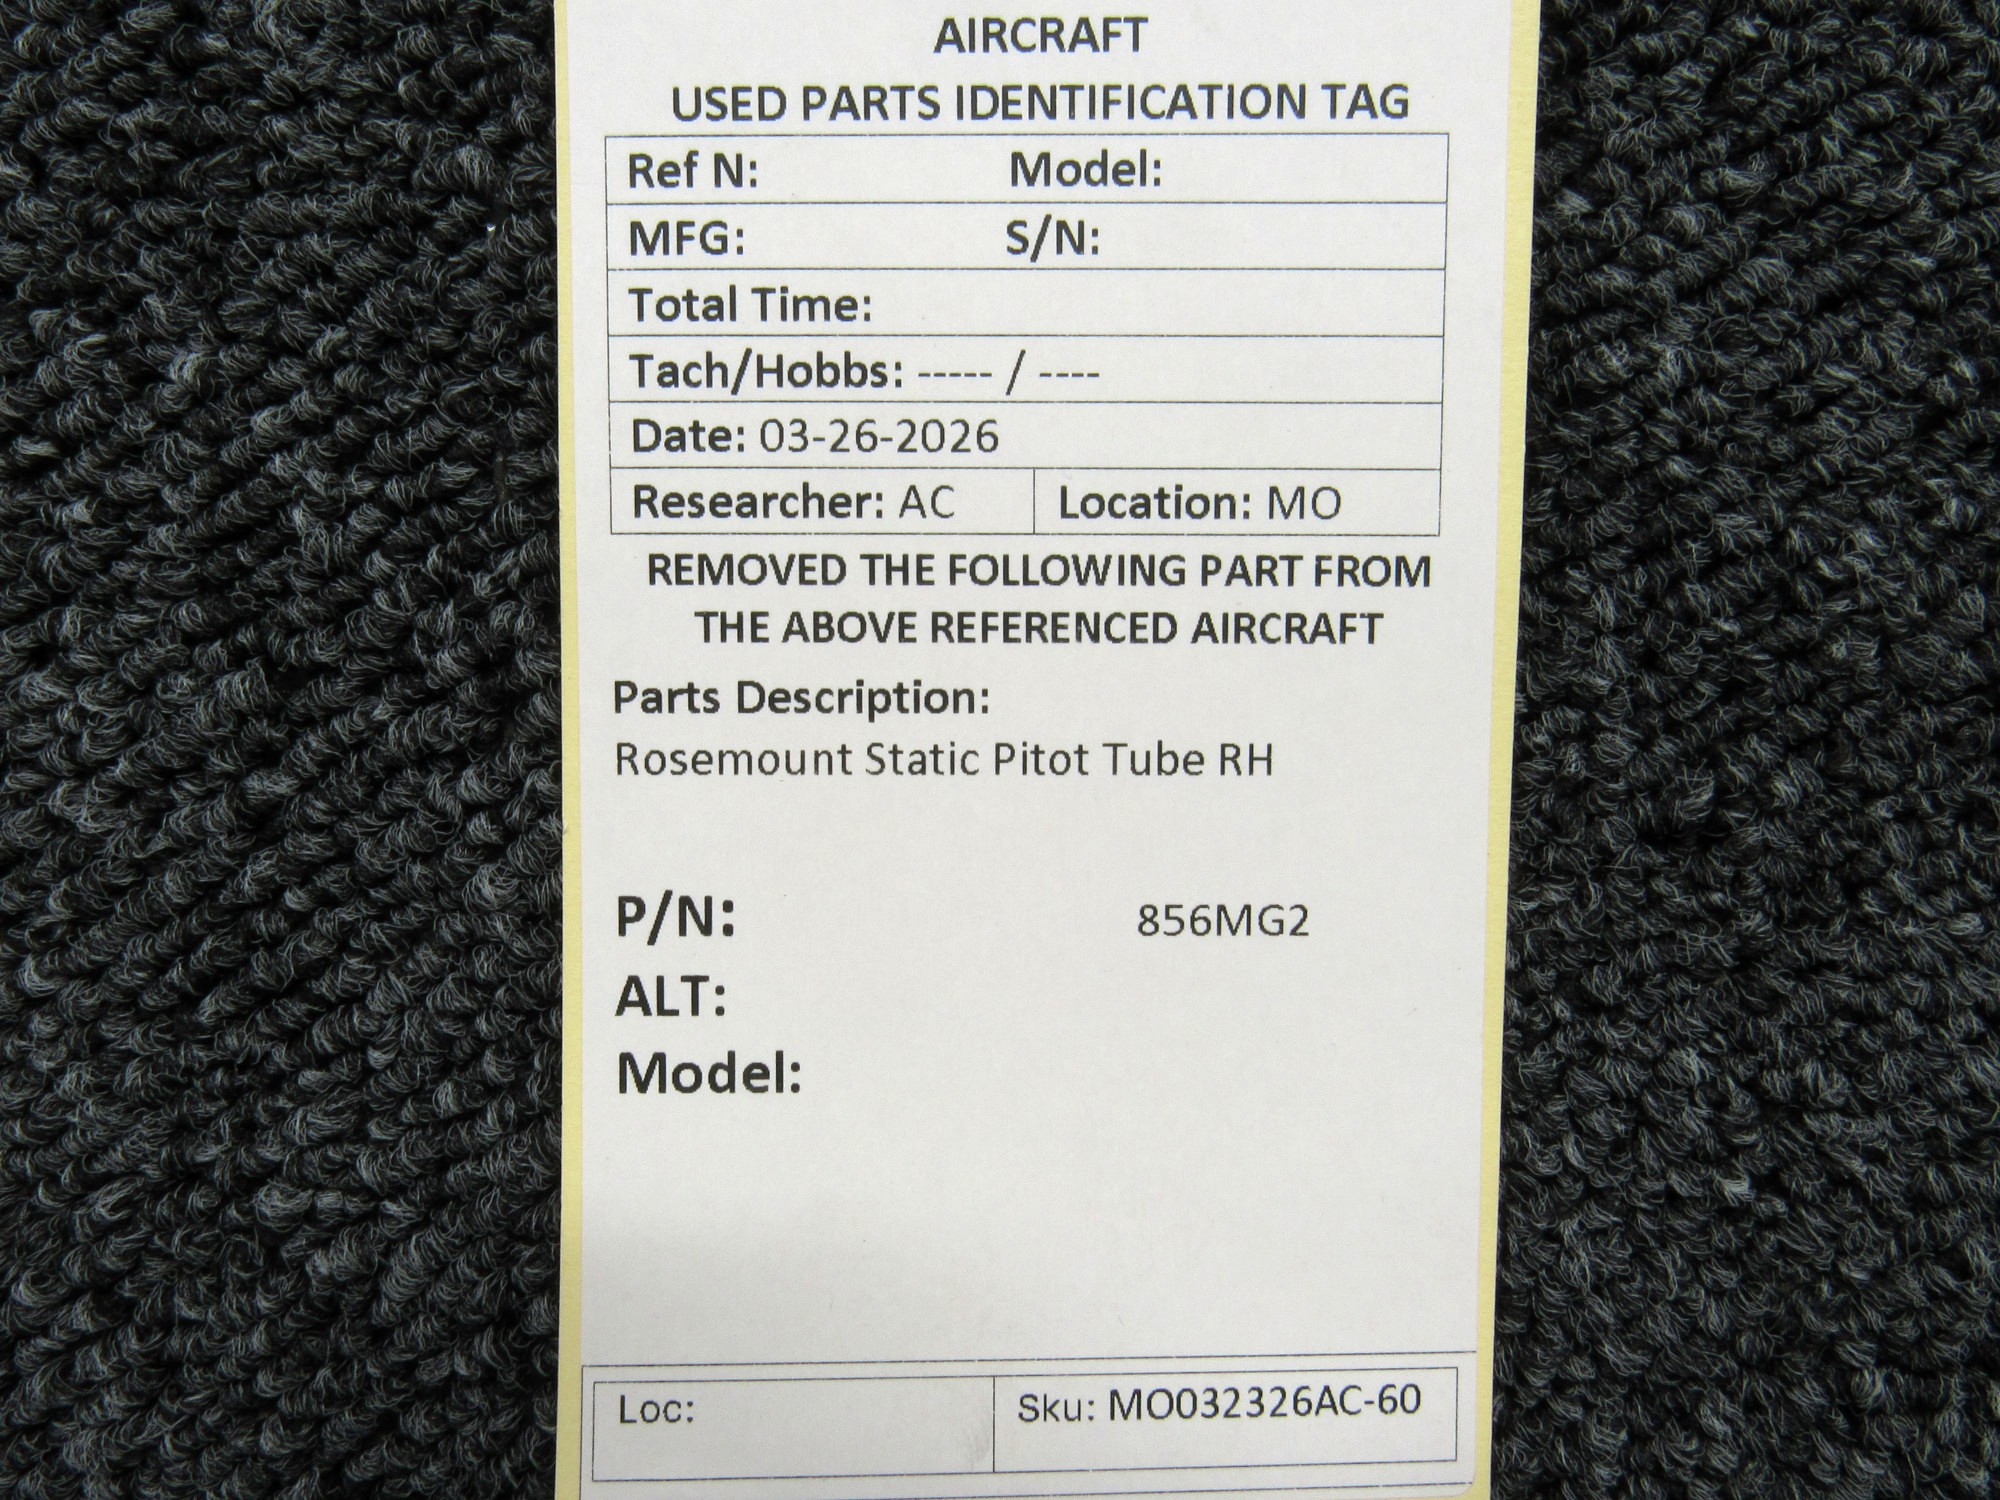 AIRCRAFT
USED PARTS IDENTIFICATION TAG
Ref N: Model:
MFG: S/N:
Total Time:
Tach/Hobbs: ----- / ----
Date: 03-26-2026
Researcher: AC Location: MO
REMOVED THE FOLLOWING PART FROM
THE ABOVE REFERENCED AIRCRAFT
Parts Description:
Rosemount Static Pitot Tube RH
P/N: 856MG2
ALT:
Model:
Loc: Sku: MO032326AC-60